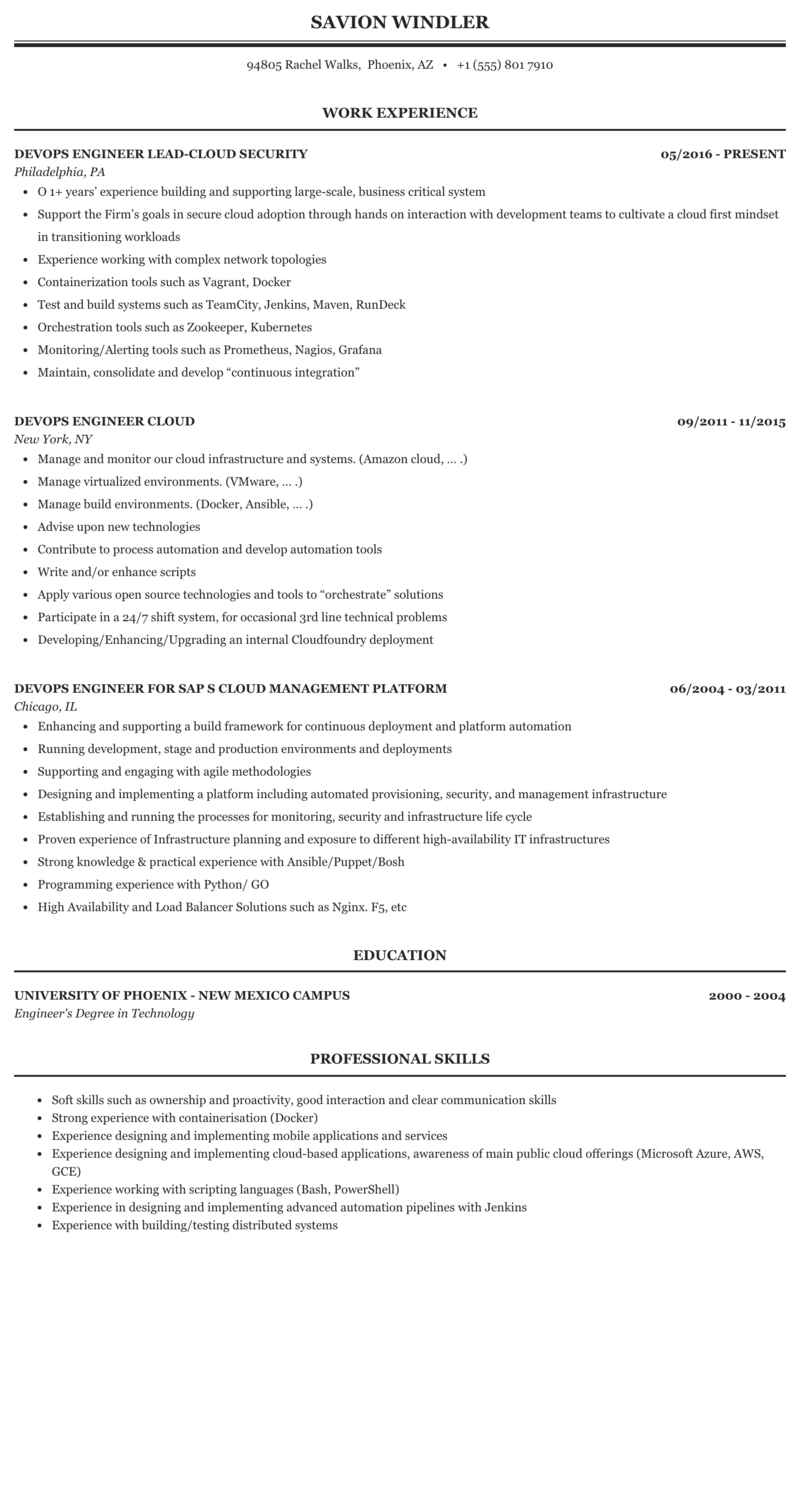 SAVION WINDLER
94805 Rachel Walks, Phoenix, AZ • +1 (555) 801 7910
WORK EXPERIENCE
DEVOPS ENGINEER LEAD-CLOUD SECURITY 05/2016 - PRESENT
Philadelphia, PA
• O 1+ years’ experience building and supporting large-scale, business critical system
• Support the Firm’s goals in secure cloud adoption through hands on interaction with development teams to cultivate a cloud first mindset
in transitioning workloads
• Experience working with complex network topologies
• Containerization tools such as Vagrant, Docker
• Test and build systems such as TeamCity, Jenkins, Maven, RunDeck
• Orchestration tools such as Zookeeper, Kubernetes
• Monitoring/Alerting tools such as Prometheus, Nagios, Grafana
• Maintain, consolidate and develop “continuous integration”
DEVOPS ENGINEER CLOUD 09/2011 - 11/2015
New York, NY
• Manage and monitor our cloud infrastructure and systems. (Amazon cloud, ... .)
• Manage virtualized environments. (VMware, ... .)
• Manage build environments. (Docker, Ansible, ... .)
• Advise upon new technologies
• Contribute to process automation and develop automation tools
• Write and/or enhance scripts
• Apply various open source technologies and tools to “orchestrate” solutions
• Participate in a 24/7 shift system, for occasional 3rd line technical problems
• Developing/Enhancing/Upgrading an internal Cloudfoundry deployment
DEVOPS ENGINEER FOR SAP S CLOUD MANAGEMENT PLATFORM 06/2004 - 03/2011
Chicago, IL
• Enhancing and supporting a build framework for continuous deployment and platform automation
• Running development, stage and production environments and deployments
• Supporting and engaging with agile methodologies
• Designing and implementing a platform including automated provisioning, security, and management infrastructure
• Establishing and running the processes for monitoring, security and infrastructure life cycle
• Proven experience of Infrastructure planning and exposure to different high-availability IT infrastructures
• Strong knowledge & practical experience with Ansible/Puppet/Bosh
• Programming experience with Python/ GO
• High Availability and Load Balancer Solutions such as Nginx. F5, etc
EDUCATION
UNIVERSITY OF PHOENIX - NEW MEXICO CAMPUS 2000 - 2004
Engineer's Degree in Technology
PROFESSIONAL SKILLS
• Soft skills such as ownership and proactivity, good interaction and clear communication skills
• Strong experience with containerisation (Docker)
• Experience designing and implementing mobile applications and services
• Experience designing and implementing cloud-based applications, awareness of main public cloud offerings (Microsoft Azure, AWS,
GCE)
• Experience working with scripting languages (Bash, PowerShell)
• Experience in designing and implementing advanced automation pipelines with Jenkins
• Experience with building/testing distributed systems